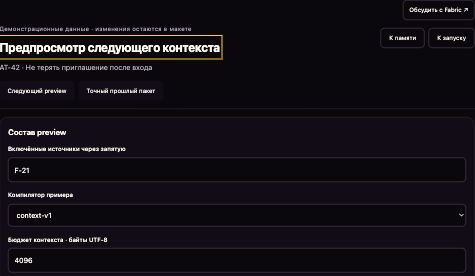 Обсудить с Fabric ↗
Демонстрационные данные · изменения остаются в макете
Предпросмотр следующего контекста
К памяти
К запуску
AT-42 · Не терять приглашение после входа
Следующий preview
Точный прошлый пакет
Состав preview
Включённые источники через запятую
F-21
Компилятор примера
context-v1
Бюджет контекста · байты UTF-8
4096